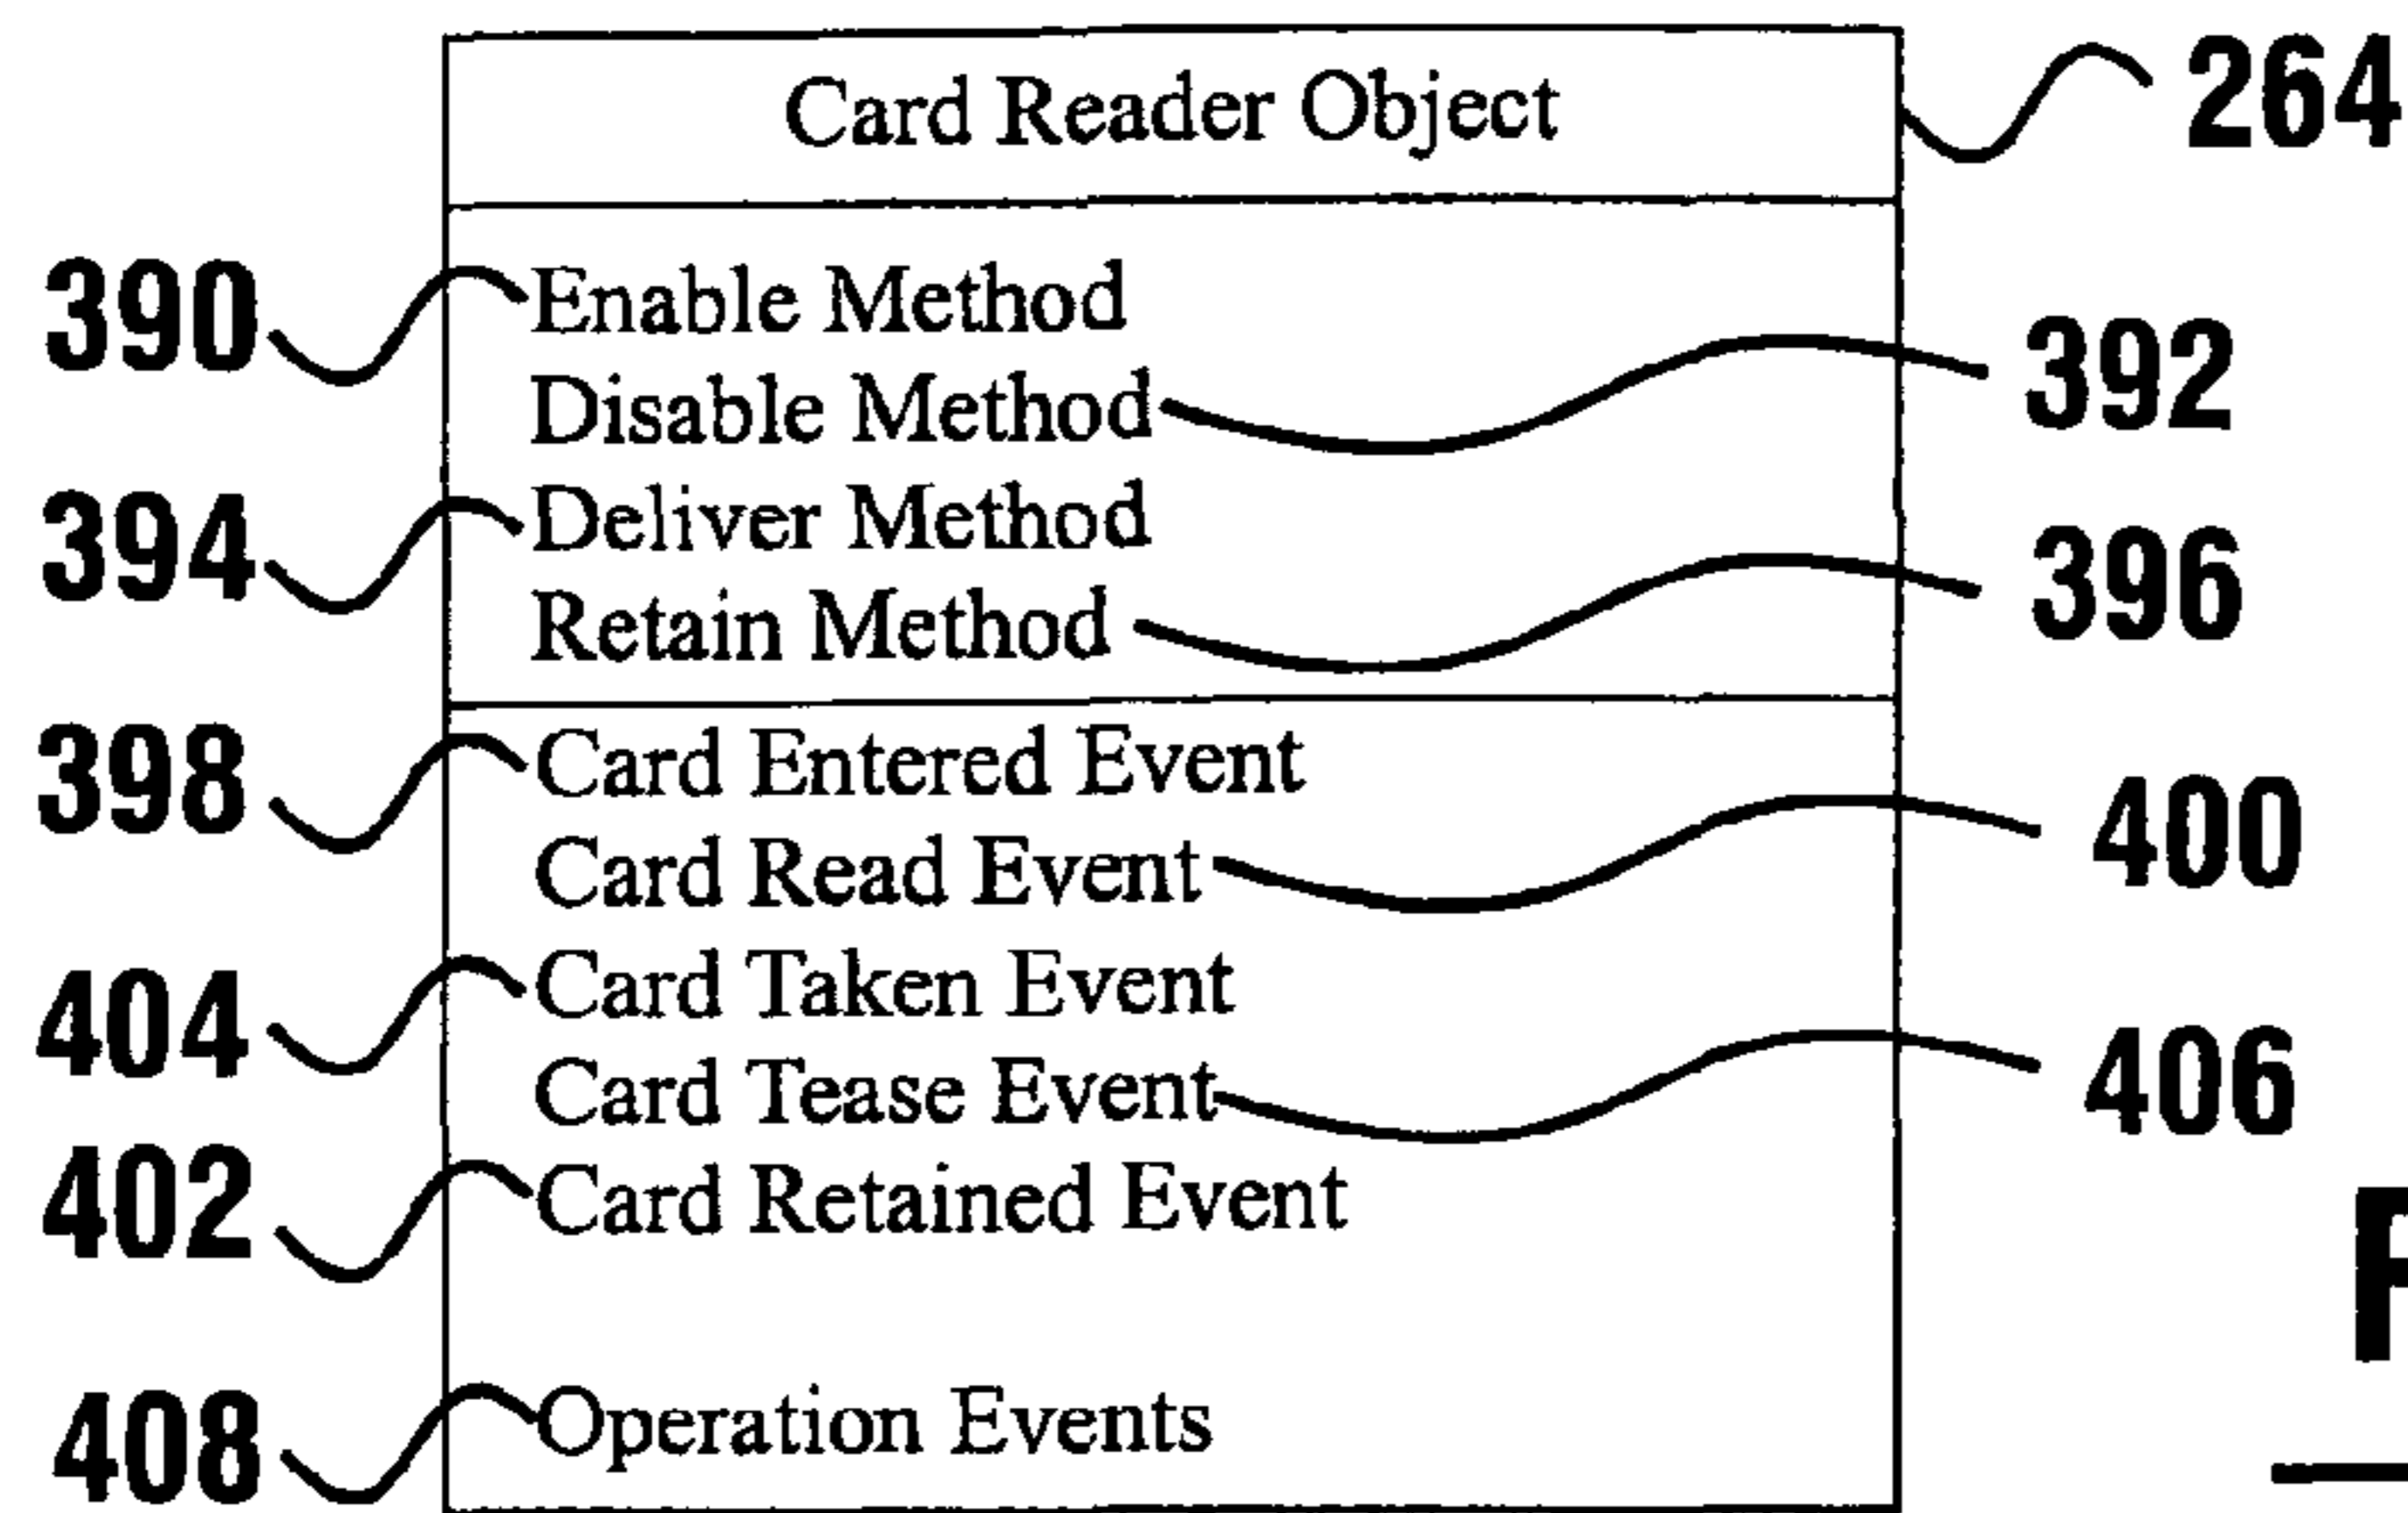 Card Reader Object 264
390 Enable Method
Disable Method 392
394 Deliver Method
Retain Method 396
398 Card Entered Event
Card Read Event 400
404 Card Taken Event
Card Tease Event 406
402 Card Retained Event
408 Operation Events